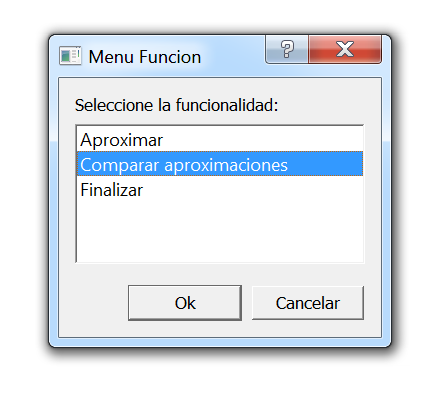 Menu Funcion
Seleccione la funcionalidad:
Aproximar
Comparar aproximaciones
Finalizar
Ok
Cancelar